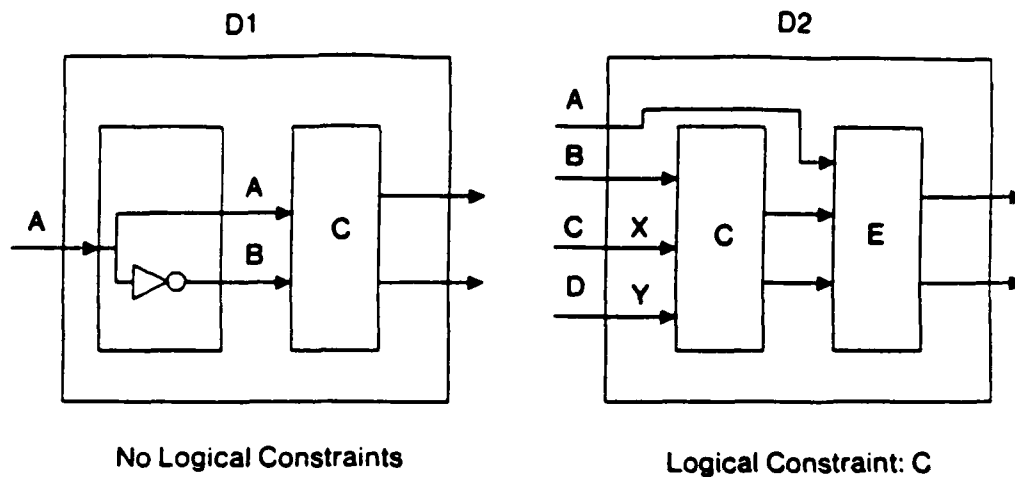 D1
A
A
B
C
No Logical Constraints
D2
A
B
C
X
D
Y
C
E
Logical Constraint: C